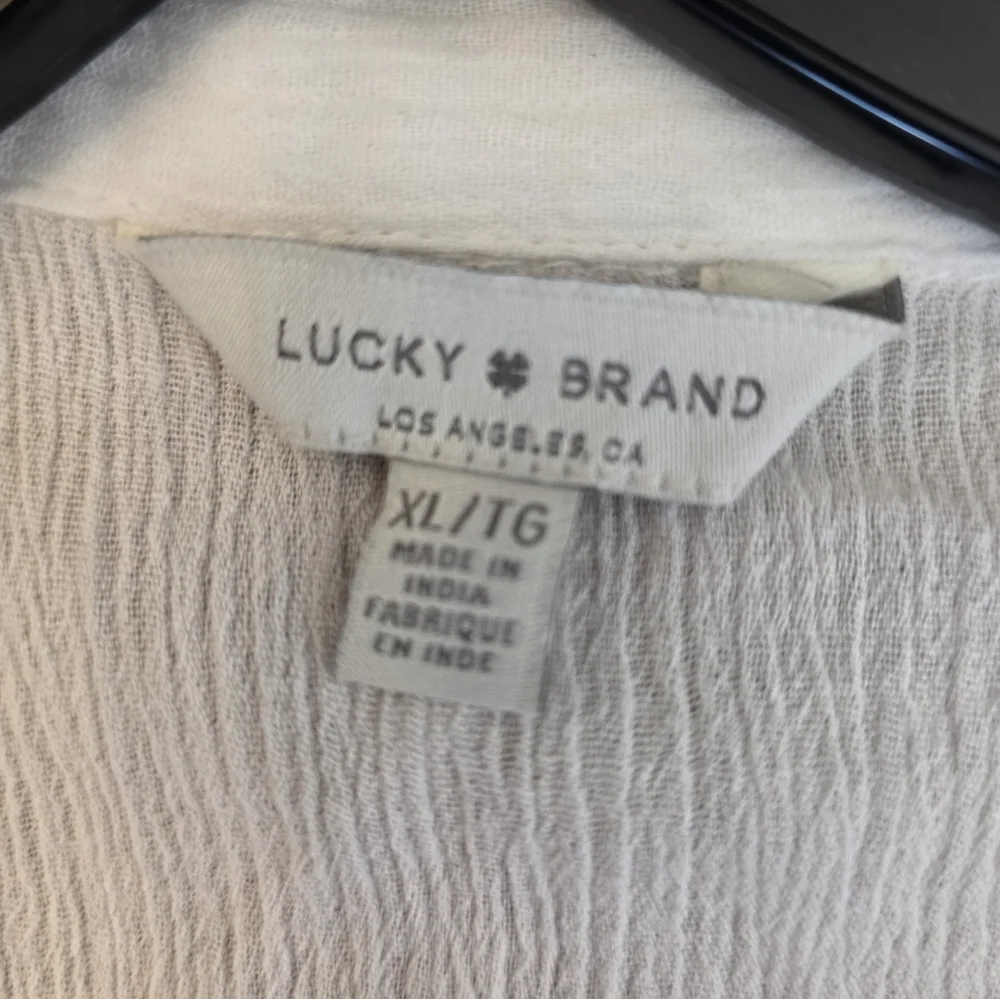 LUCKY BRAND
LOS ANGELES, CA
XL/TG
MADE IN
INDIA
FABRIQUE
EN INDE